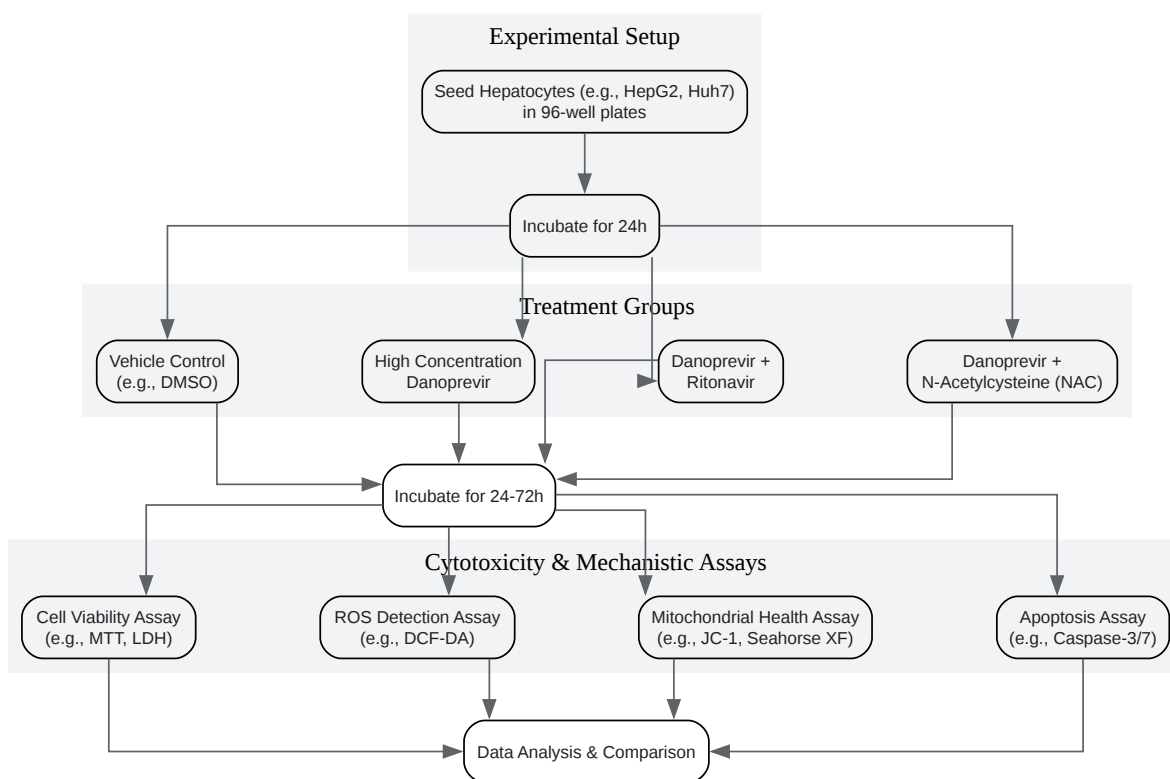 Experimental Setup
Seed Hepatocytes (e.g., HepG2, Huh7)
in 96-well plates
Incubate for 24h
Treatment Groups
Vehicle Control
(e.g., DMSO)
High Concentration
Danoprevir
Danoprevir +
Ritonavir
Danoprevir +
N-Acetylcysteine (NAC)
Incubate for 24-72h
Cytotoxicity & Mechanistic Assays
Cell Viability Assay
(e.g., MTT, LDH)
ROS Detection Assay
(e.g., DCF-DA)
Mitochondrial Health Assay
(e.g., JC-1, Seahorse XF)
Apoptosis Assay
(e.g., Caspase-3/7)
Data Analysis & Comparison